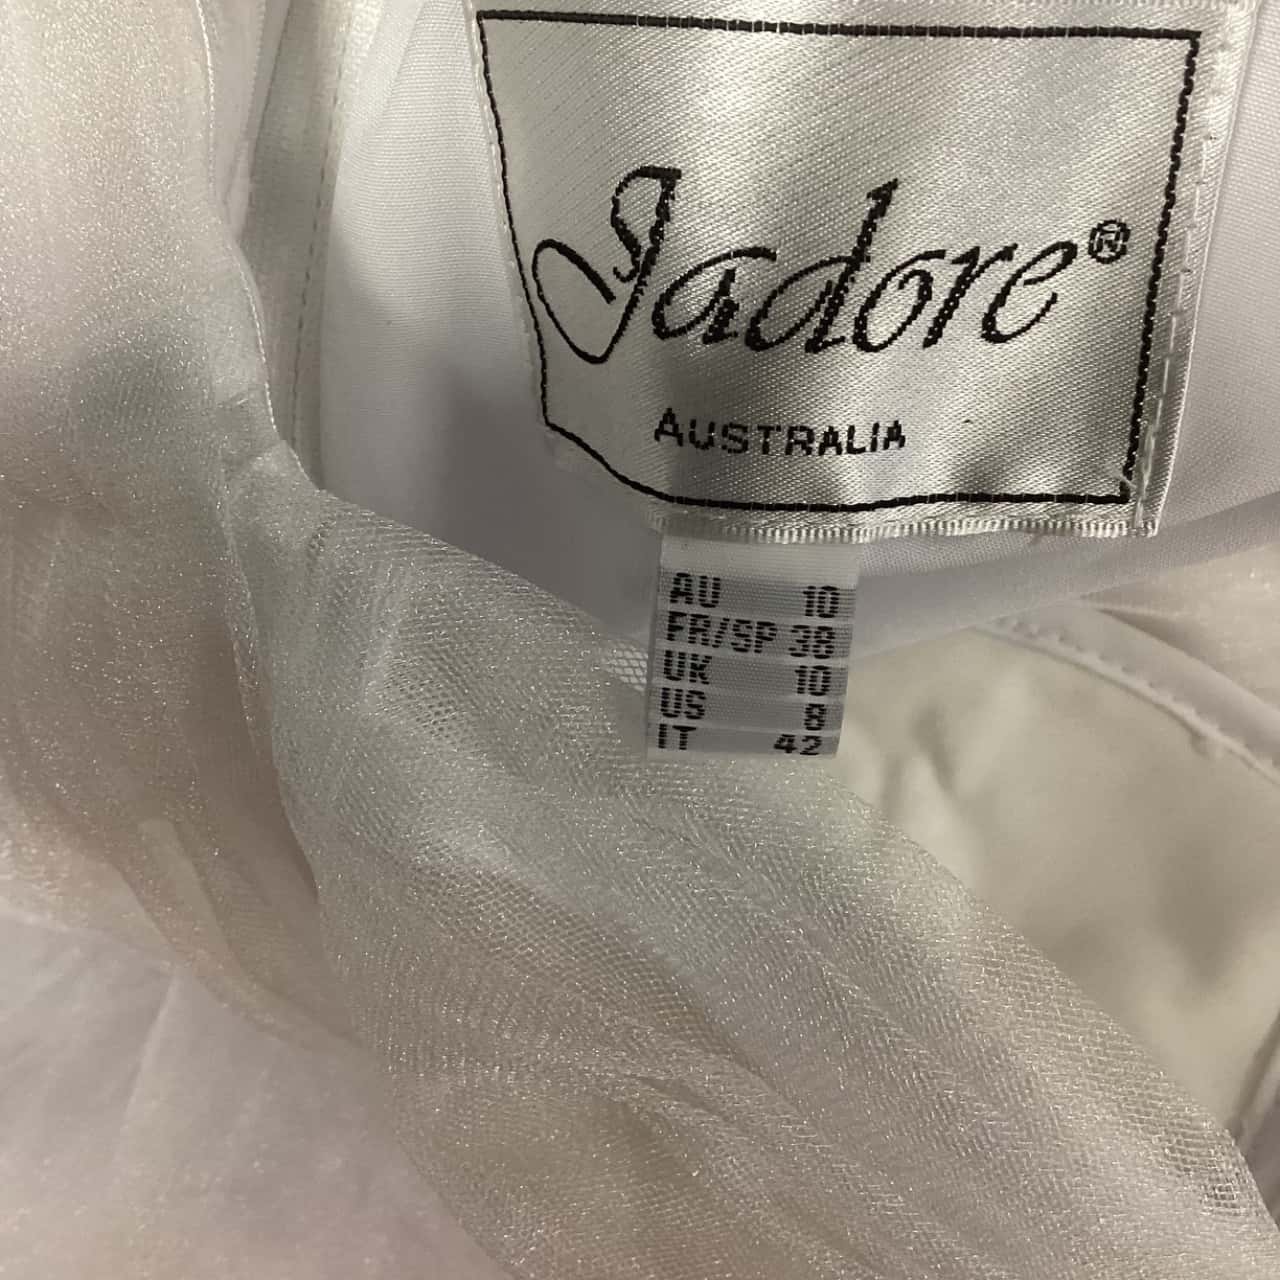 Jadore®
AUSTRALIA
AU 10
FR/SP 38
UK 10
US 8
IT 42